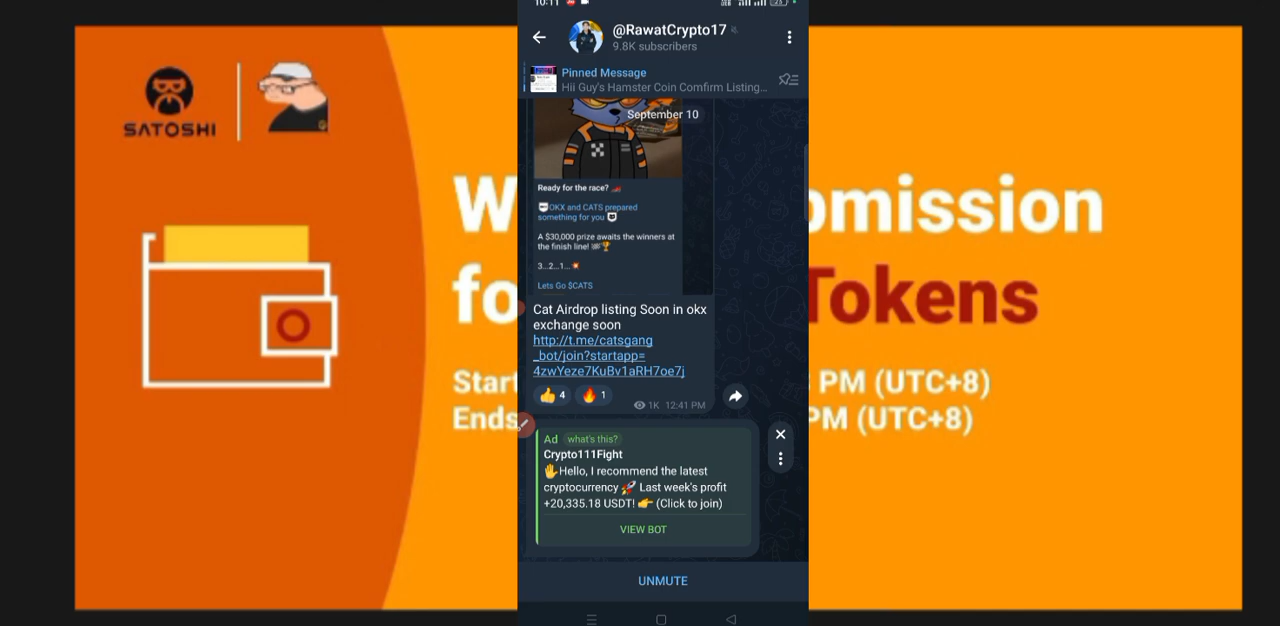 SATOSHI
10:11
@RawatCrypto17
9.8K subscribers
Pinned Message
Hii Guy's Hamster Coin Comfirm Listing...
September 10
Ready for the race?
OKX and CATS prepared
something for you
A $30,000 prize awaits the winners at
the finish line!
3...2...1...
Lets Go $CATS
Cat Airdrop listing Soon in okx
exchange soon
http://t.me/catsgang
_bot/join?startapp=
4zwYeze7KuBv1aRH7oe7j
4
1
1K 12:41 PM
Ad what's this?
Crypto111Fight
✋Hello, I recommend the latest
cryptocurrency 🚀 Last week's profit
+20,335.18 USDT! 👉 (Click to join)
VIEW BOT
UNMUTE
W
omission
fo
Tokens
Start
PM (UTC+8)
Ends
PM (UTC+8)